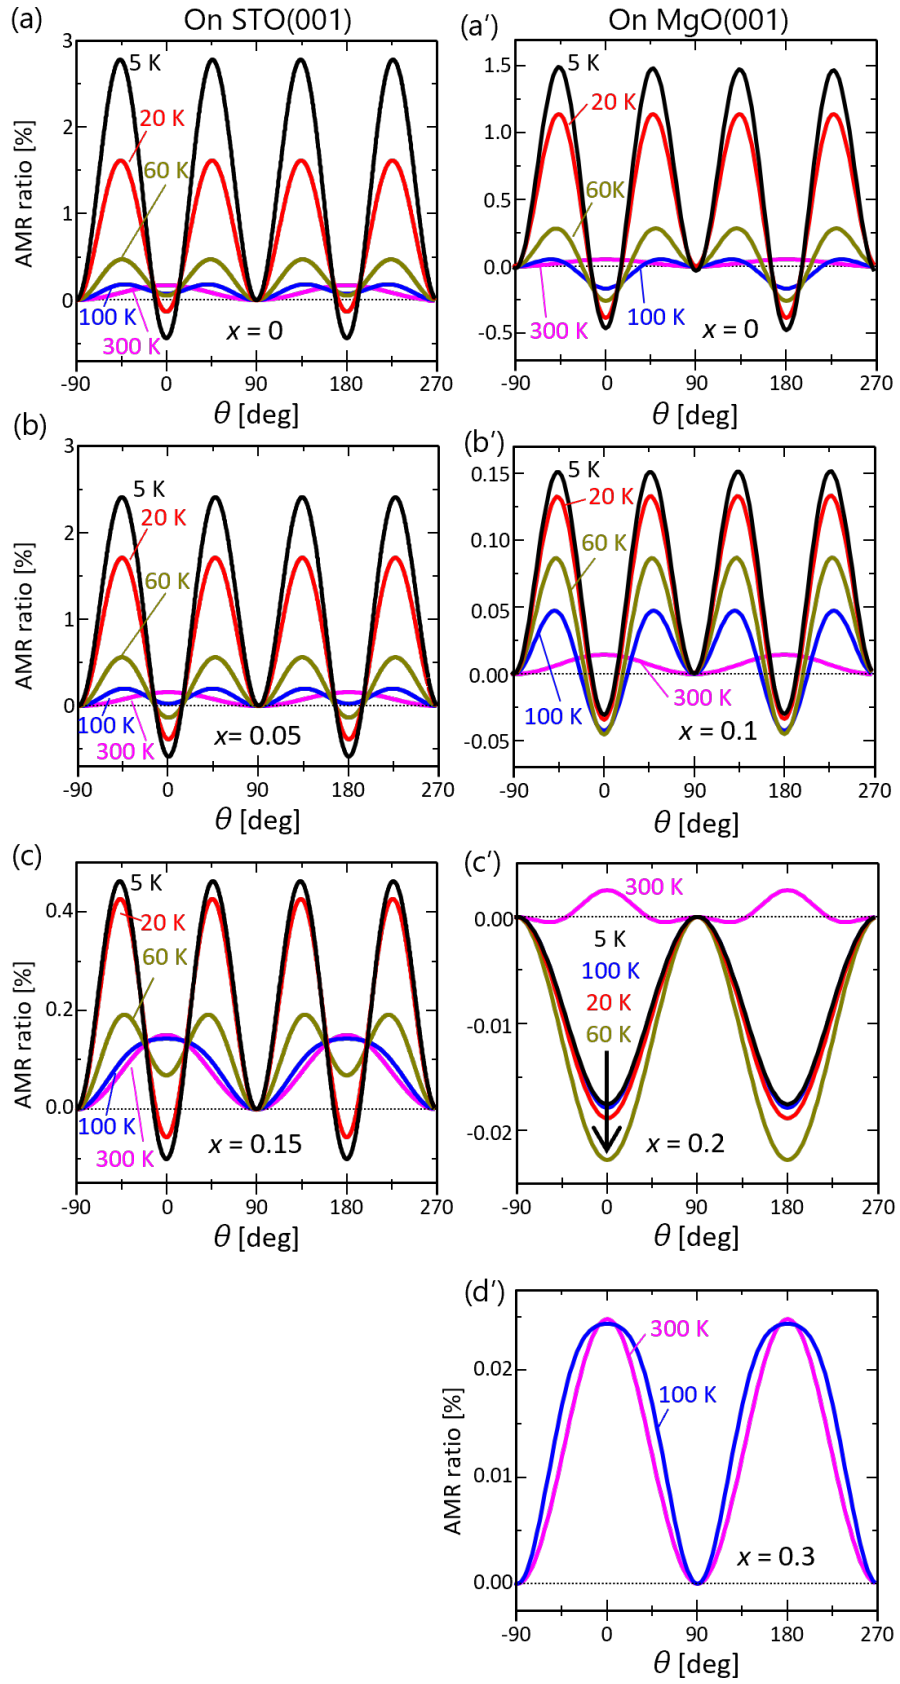 On STO(001)
(a)
AMR ratio [%]
3
2
1
0
5 K
20 K
60 K
100 K
300 K
x = 0
-90 0 90 180 270
θ [deg]
On MgO(001)
(a′)
1.5
1.0
0.5
0.0
-0.5
5 K
20 K
60K
300 K
100 K
x = 0
-90 0 90 180 270
θ [deg]
(b)
AMR ratio [%]
3
2
1
0
5 K
20 K
60 K
100 K
300 K
x= 0.05
-90 0 90 180 270
θ [deg]
(b′)
0.15
0.10
0.05
0.00
-0.05
5 K
20 K
60 K
300 K
100 K
x = 0.1
-90 0 90 180 270
θ [deg]
(c)
AMR ratio [%]
0.4
0.2
0.0
5 K
20 K
60 K
100 K
300 K
x = 0.15
-90 0 90 180 270
θ [deg]
(c′)
0.00
-0.01
-0.02
300 K
5 K
100 K
20 K
60 K
x = 0.2
-90 0 90 180 270
θ [deg]
(d′)
AMR ratio [%]
0.02
0.01
0.00
300 K
100 K
x = 0.3
-90 0 90 180 270
θ [deg]